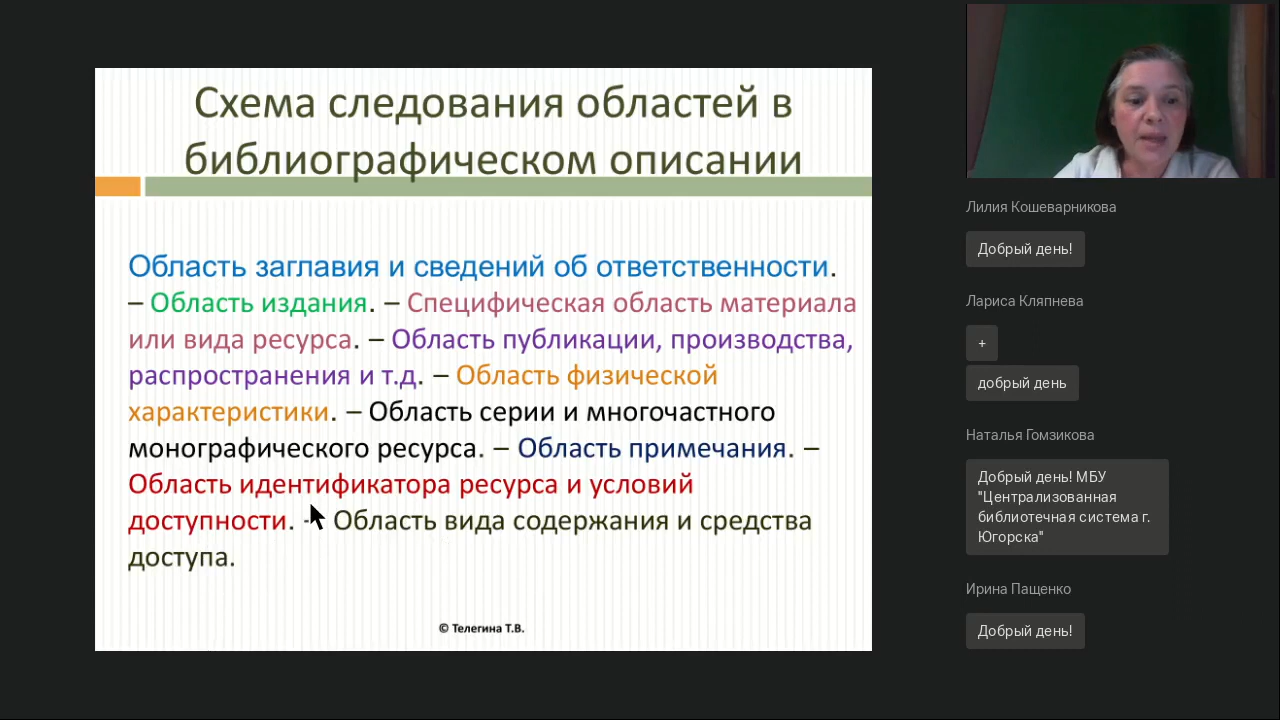 Схема следования областей в
библиографическом описании
Область заглавия и сведений об ответственности.
– Область издания. – Специфическая область материала
или вида ресурса. – Область публикации, производства,
распространения и т.д. – Область физической
характеристики. – Область серии и многочастного
монографического ресурса. – Область примечания. –
Область идентификатора ресурса и условий
доступности. – Область вида содержания и средства
доступа.
© Телегина Т.В.
Лилия Кошеварникова
Добрый день!
Лариса Кляпнева
+
добрый день
Наталья Гомзикова
Добрый день! МБУ
"Централизованная
библиотечная система г.
Югорска"
Ирина Пащенко
Добрый день!